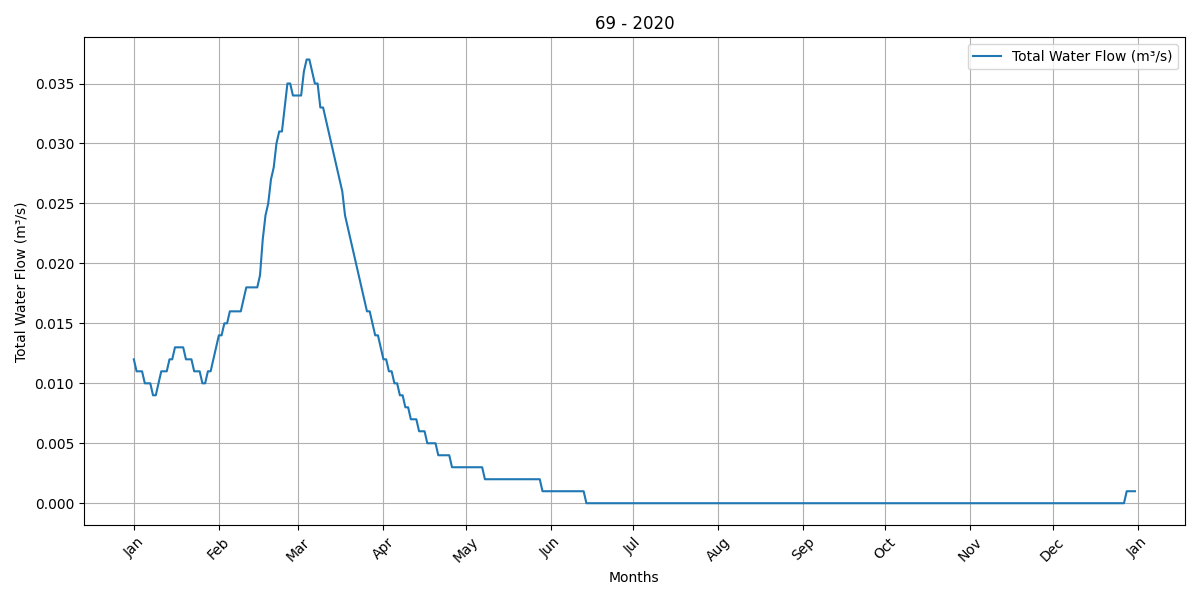 69 - 2020
Total Water Flow (m³/s)
Total Water Flow (m³/s)
0.035
0.030
0.025
0.020
0.015
0.010
0.005
0.000
Jan
Feb
Mar
Apr
May
Jun
Jul
Aug
Sep
Oct
Nov
Dec
Jan
Months